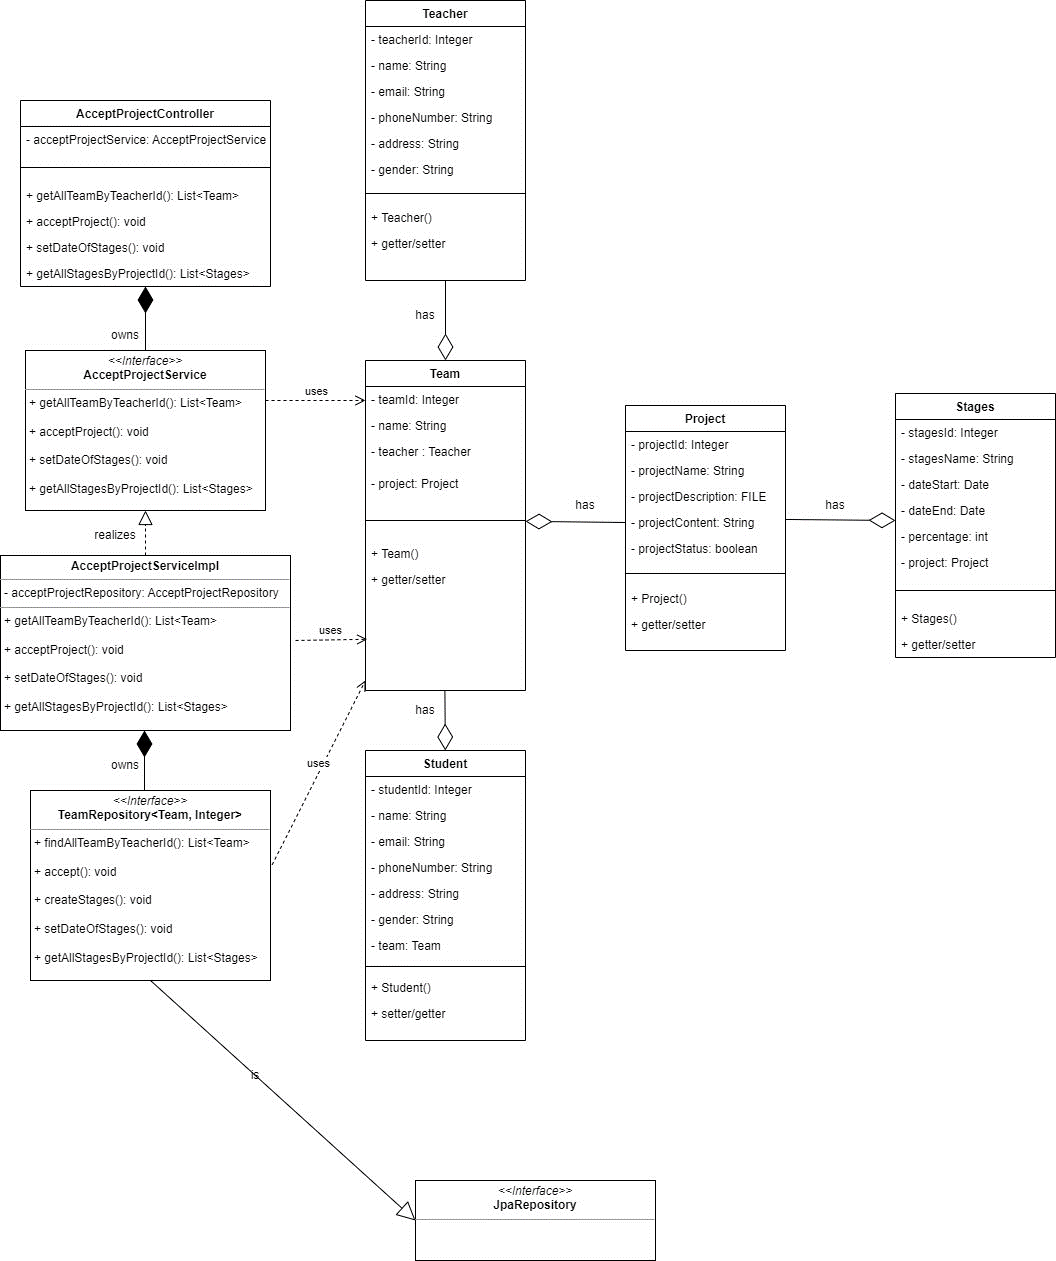 Teacher
- teacherId: Integer
- name: String
- email: String
- phoneNumber: String
- address: String
- gender: String
+ Teacher()
+ getter/setter
AcceptProjectController
- acceptProjectService: AcceptProjectService
+ getAllTeamByTeacherId(): List<Team>
+ acceptProject(): void
+ setDateOfStages(): void
+ getAllStagesByProjectId(): List<Stages>
owns
has
<<Interface>>
AcceptProjectService
+ getAllTeamByTeacherId(): List<Team>
+ acceptProject(): void
+ setDateOfStages(): void
+ getAllStagesByProjectId(): List<Stages>
uses
realizes
Team
- teamId: Integer
- name: String
- teacher : Teacher
- project: Project
+ Team()
+ getter/setter
has
Project
- projectId: Integer
- projectName: String
- projectDescription: FILE
- projectContent: String
- projectStatus: boolean
+ Project()
+ getter/setter
has
Stages
- stagesId: Integer
- stagesName: String
- dateStart: Date
- dateEnd: Date
- percentage: int
- project: Project
+ Stages()
+ getter/setter
AcceptProjectServiceImpl
- acceptProjectRepository: AcceptProjectRepository
+ getAllTeamByTeacherId(): List<Team>
+ acceptProject(): void
+ setDateOfStages(): void
+ getAllStagesByProjectId(): List<Stages>
uses
owns
has
<<Interface>>
TeamRepository<Team, Integer>
+ findAllTeamByTeacherId(): List<Team>
+ accept(): void
+ createStages(): void
+ setDateOfStages(): void
+ getAllStagesByProjectId(): List<Stages>
uses
Student
- studentId: Integer
- name: String
- email: String
- phoneNumber: String
- address: String
- gender: String
- team: Team
+ Student()
+ setter/getter
is
<<Interface>>
JpaRepository